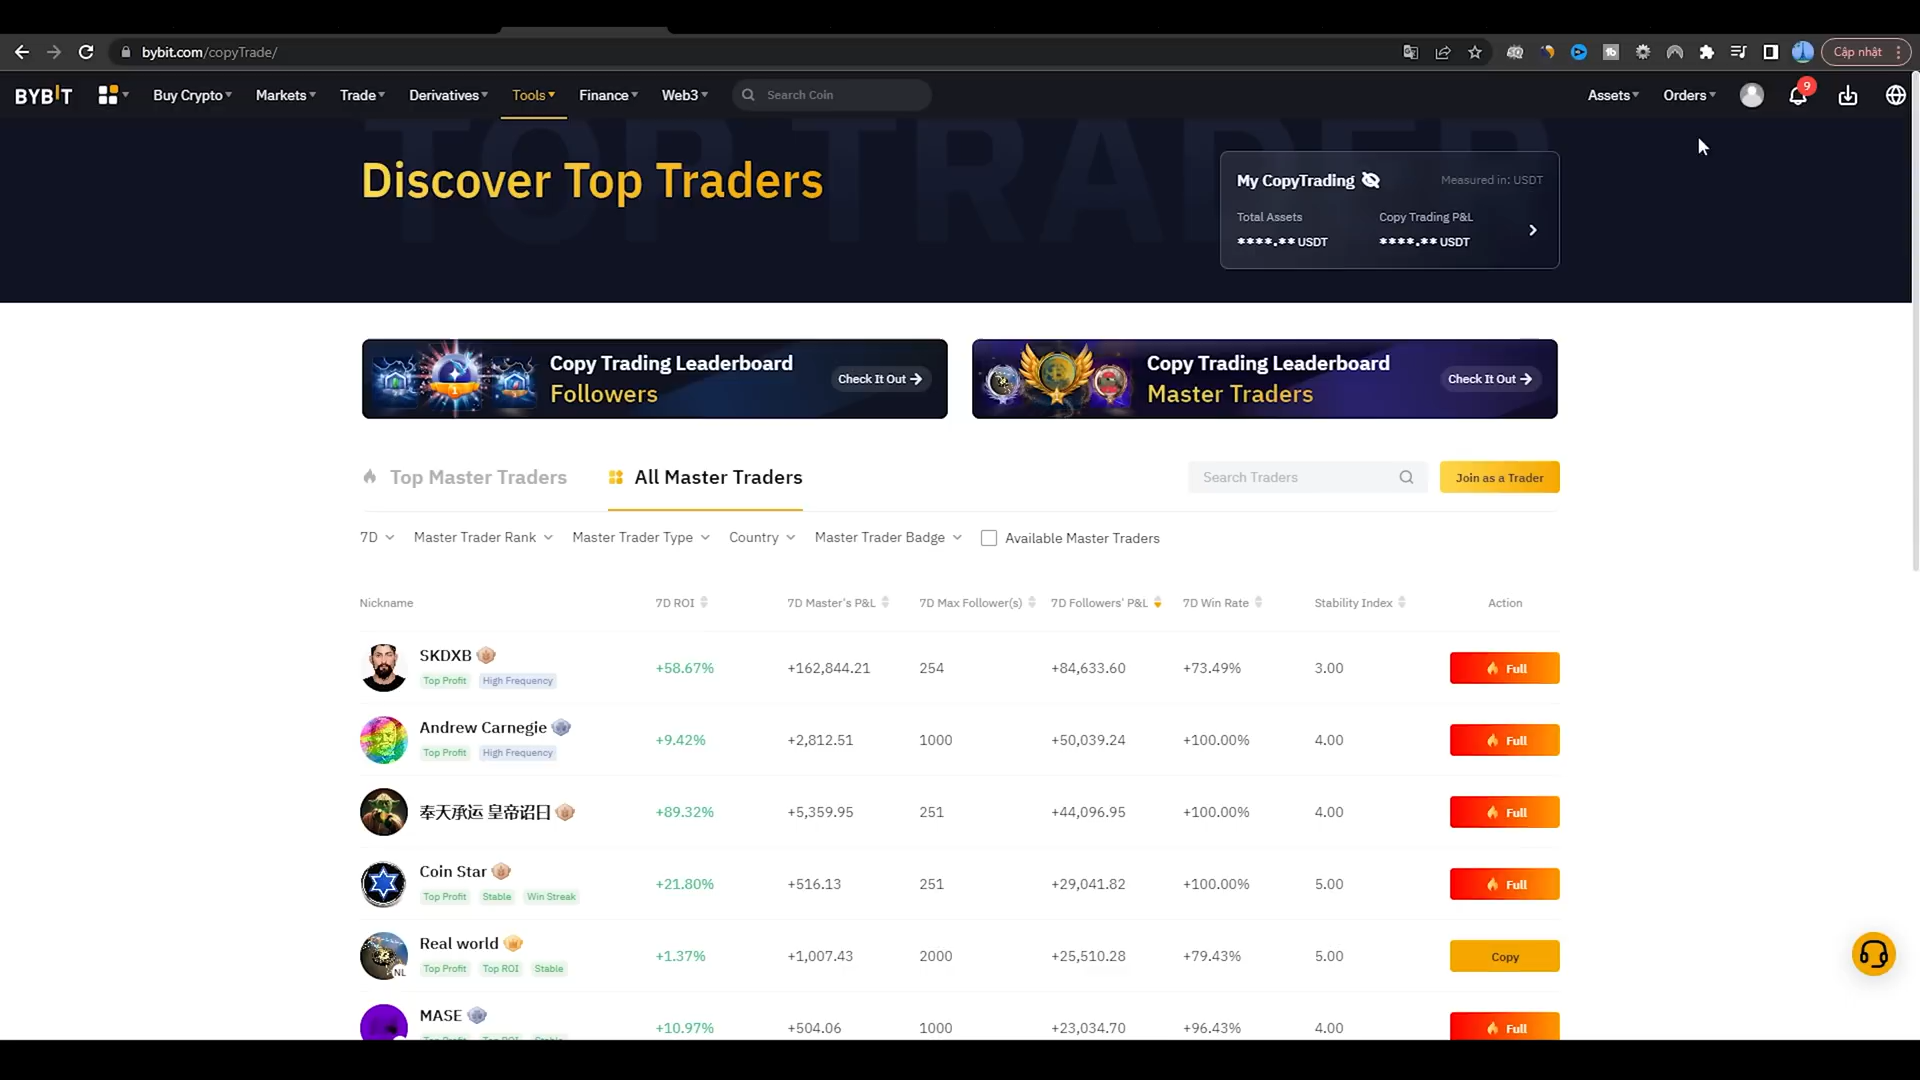 bybit.com/copyTrade/
Cập nhật
BYBIT
Buy Crypto
Markets
Trade
Derivatives
Tools
Finance
Web3
Search Coin
Assets
Orders
9
TOP TRADER
Discover Top Traders
My CopyTrading
Measured in: USDT
Total Assets
Copy Trading P&L
****.** USDT
****.** USDT
Copy Trading Leaderboard
Followers
Check It Out
Copy Trading Leaderboard
Master Traders
Check It Out
Top Master Traders
All Master Traders
Search Traders
Join as a Trader
7D
Master Trader Rank
Master Trader Type
Country
Master Trader Badge
Available Master Traders
Nickname
7D ROI
7D Master's P&L
7D Max Follower(s)
7D Followers' P&L
7D Win Rate
Stability Index
Action
SKDXB
Top Profit
High Frequency
+58.67%
+162,844.21
254
+84,633.60
+73.49%
3.00
Full
Andrew Carnegie
Top Profit
High Frequency
+9.42%
+2,812.51
1000
+50,039.24
+100.00%
4.00
Full
奉天承运 皇帝诏曰
+89.32%
+5,359.95
251
+44,096.95
+100.00%
4.00
Full
Coin Star
Top Profit
Stable
Win Streak
+21.80%
+516.13
251
+29,041.82
+100.00%
5.00
Full
Real world
NL
Top Profit
Top ROI
Stable
+1.37%
+1,007.43
2000
+25,510.28
+79.43%
5.00
Copy
MASE
Top Profit
Top ROI
Stable
+10.97%
+504.06
1000
+23,034.70
+96.43%
4.00
Full